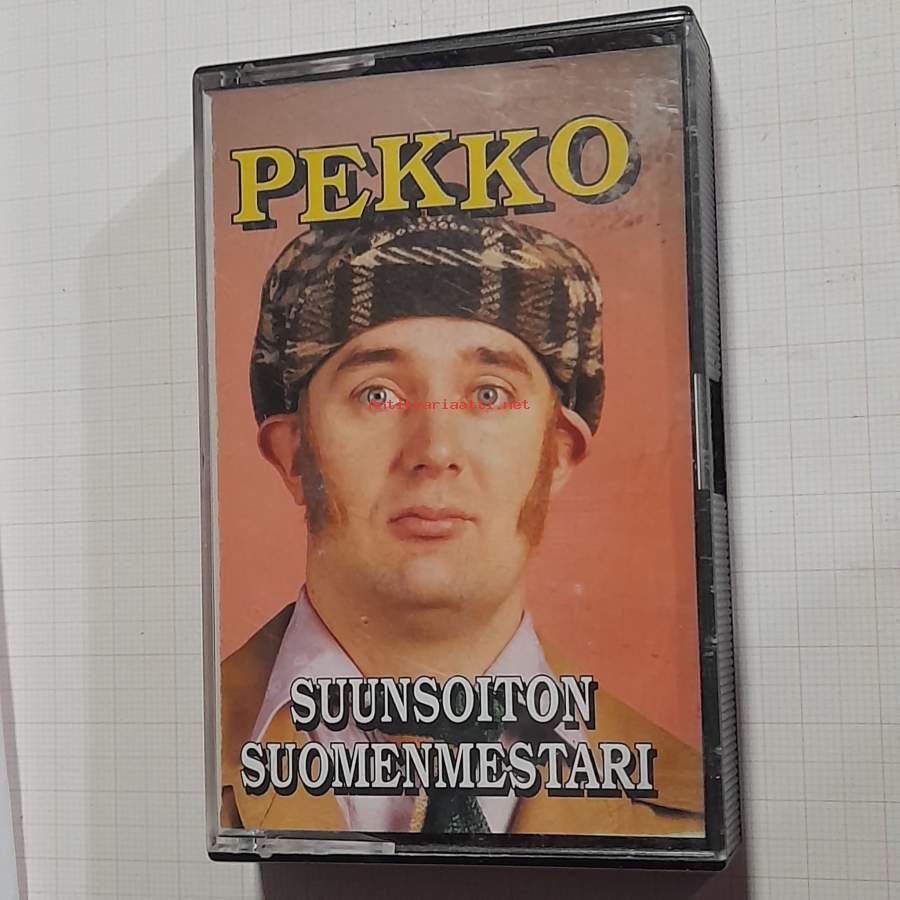 PEKKO
Antikvariaatti.net
SUUNSOITON
SUOMENMESTARI